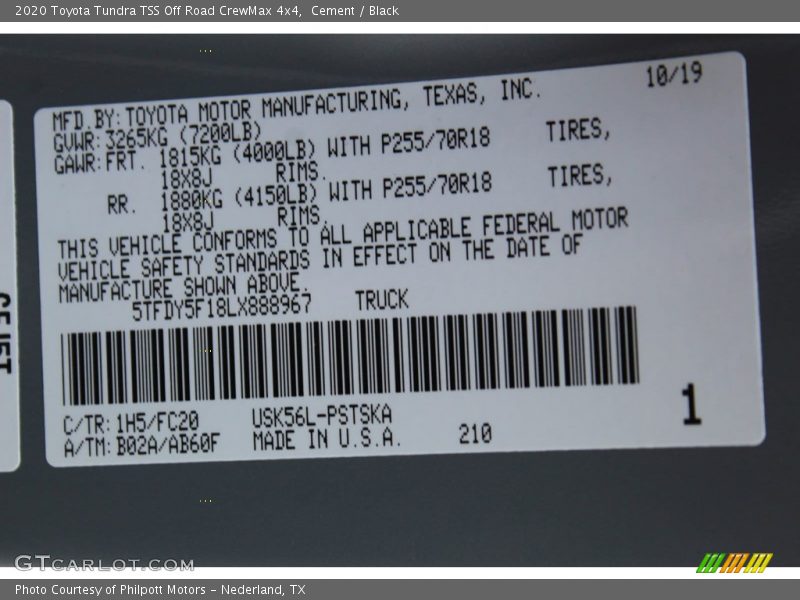 2020 Toyota Tundra TSS Off Road CrewMax 4x4,  Cement / Black
MFD. BY: TOYOTA MOTOR MANUFACTURING, TEXAS, INC. 10/19
GVWR: 3265KG (7200LB)
GAWR: FRT. 1815KG (4000LB) WITH P255/70R18 TIRES,
18X8J RIMS.
RR. 1880KG (4150LB) WITH P255/70R18 TIRES,
18X8J RIMS.
THIS VEHICLE CONFORMS TO ALL APPLICABLE FEDERAL MOTOR
VEHICLE SAFETY STANDARDS IN EFFECT ON THE DATE OF
MANUFACTURE SHOWN ABOVE.
5TFDY5F18LX888967 TRUCK
C/TR: 1H5/FC20 USK56L-PSTSKA
A/TM: B02A/AB60F MADE IN U.S.A. 210
1
GTCARLOT.COM
Photo Courtesy of Philpott Motors - Nederland, TX